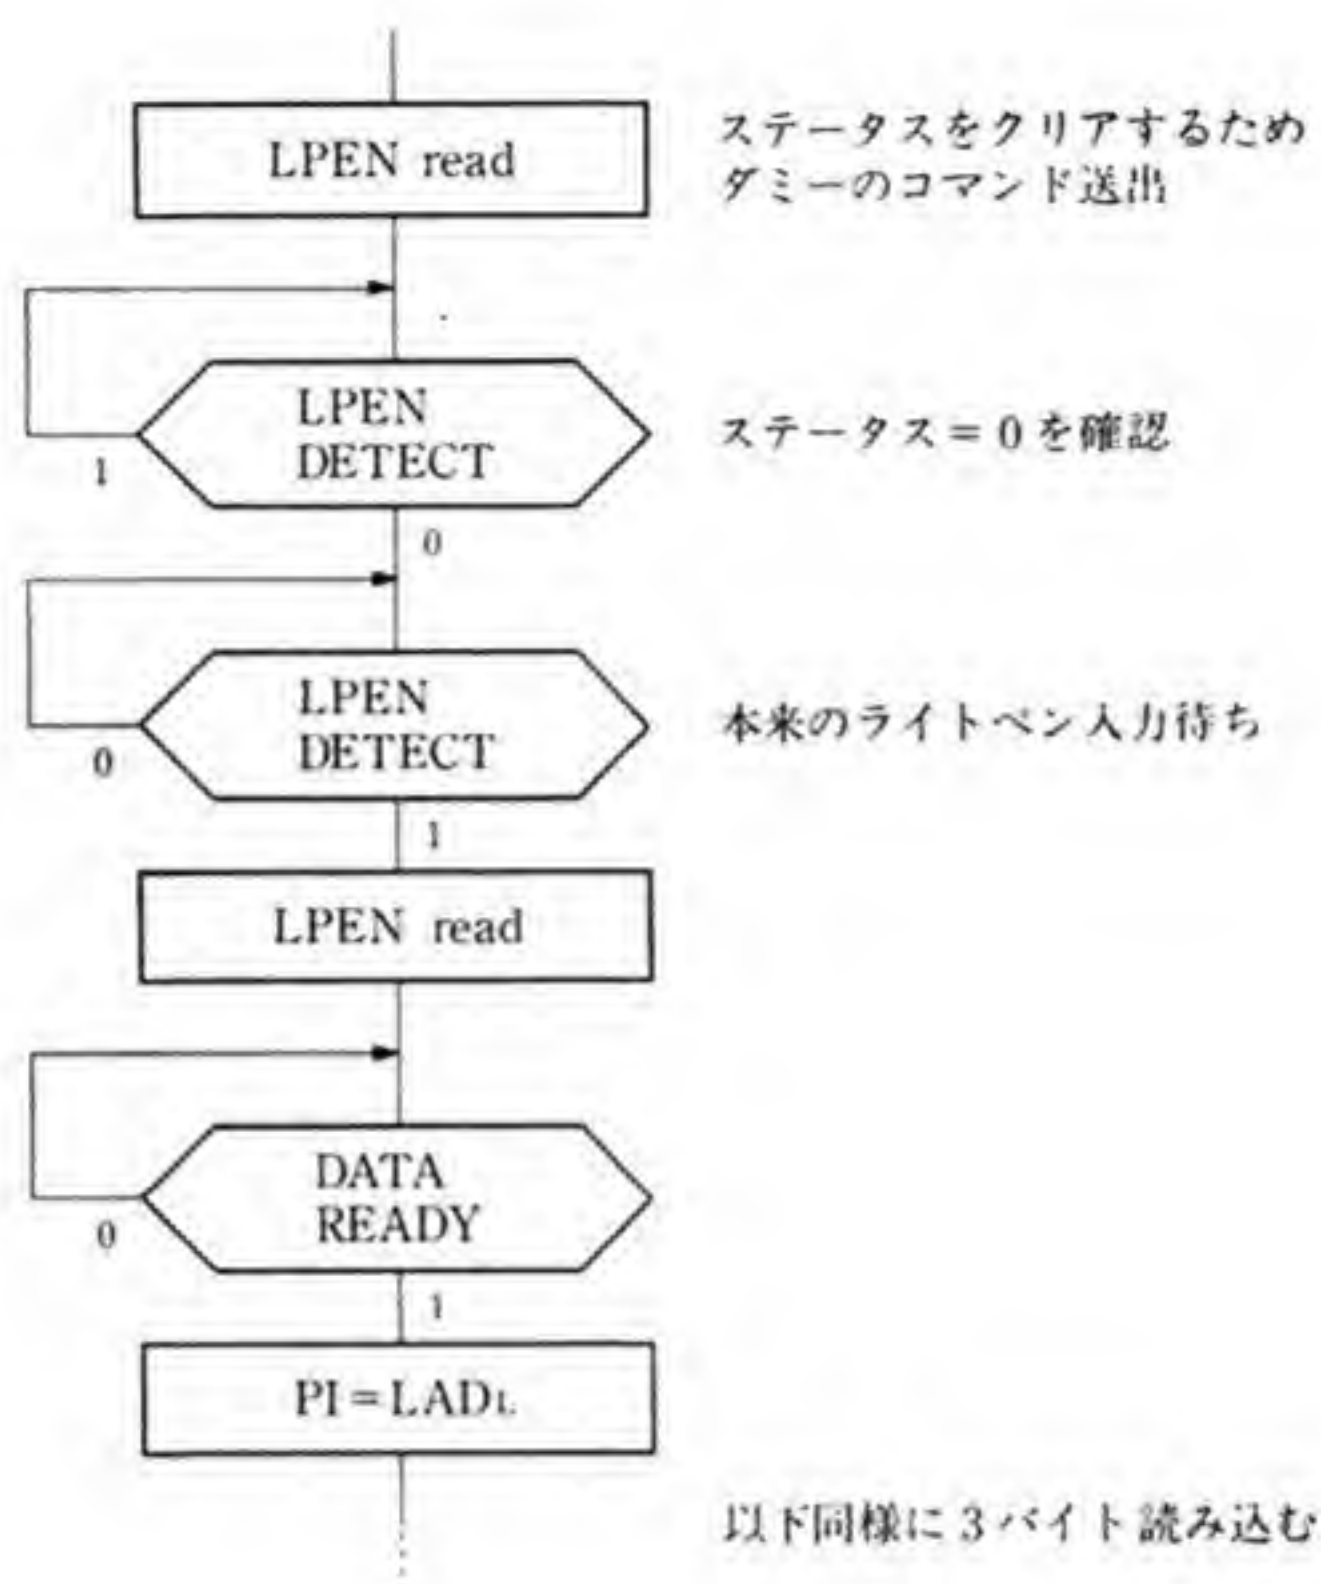 LPEN read
ステータスをクリアするため
ダミーのコマンド送出
LPEN
DETECT
ステータス=0を確認
1
0
LPEN
DETECT
本来のライトペン入力待ち
0
1
LPEN read
DATA
READY
0
1
PI=LADL
以下同様に3バイト読み込む